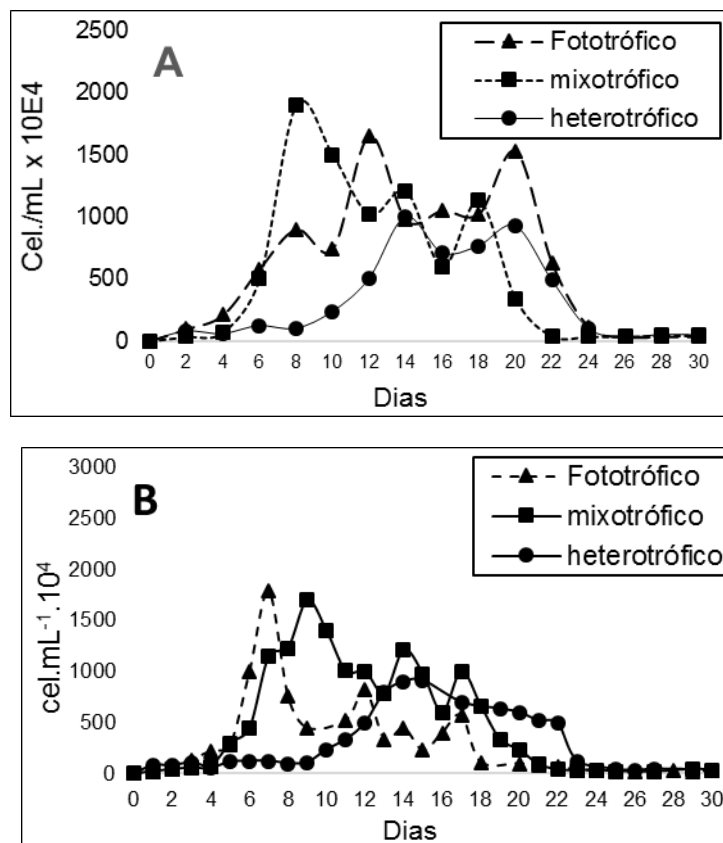 2500
2000
1500
1000
500
0
Cel./mL x 10E4
A
Fototrófico
mixotrófico
heterotrófico
0 2 4 6 8 10 12 14 16 18 20 22 24 26 28 30
Dias
3000
2500
2000
1500
1000
500
0
cel.mL⁻¹.10⁴
B
Fototrófico
mixotrófico
heterotrófico
0 2 4 6 8 10 12 14 16 18 20 22 24 26 28 30
Dias